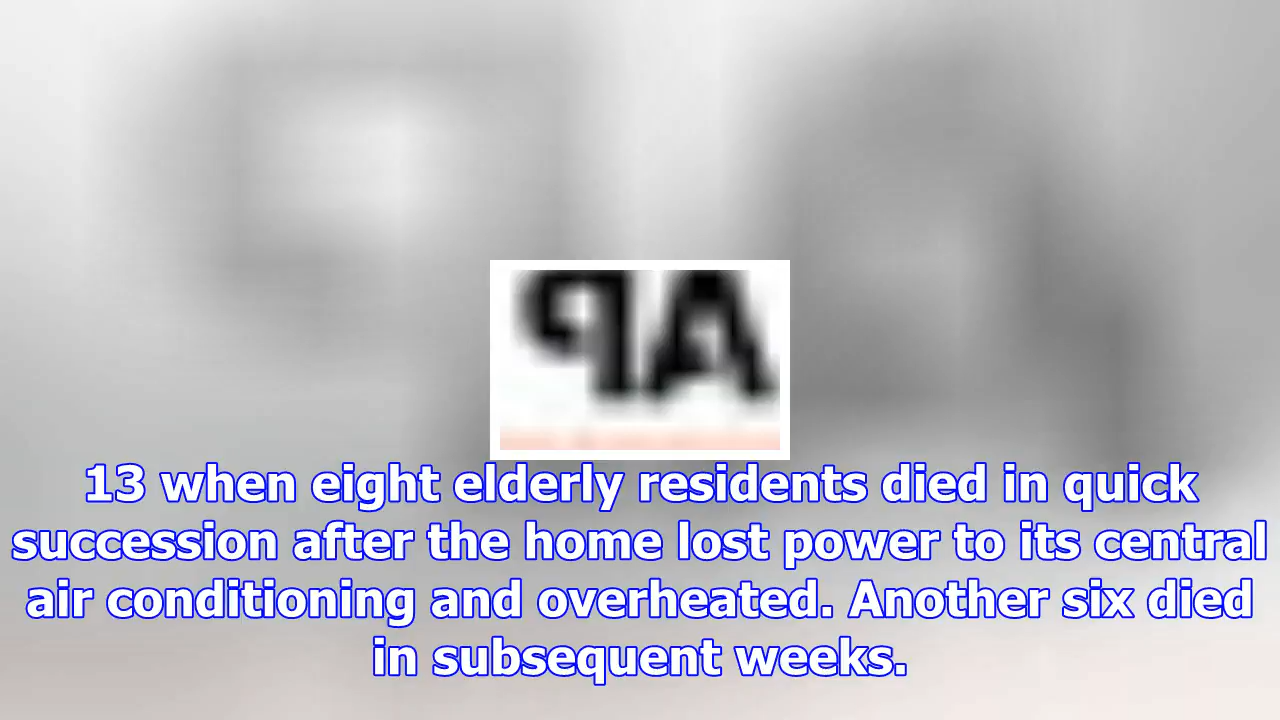 AP
13 when eight elderly residents died in quick
succession after the home lost power to its central
air conditioning and overheated. Another six died
in subsequent weeks.